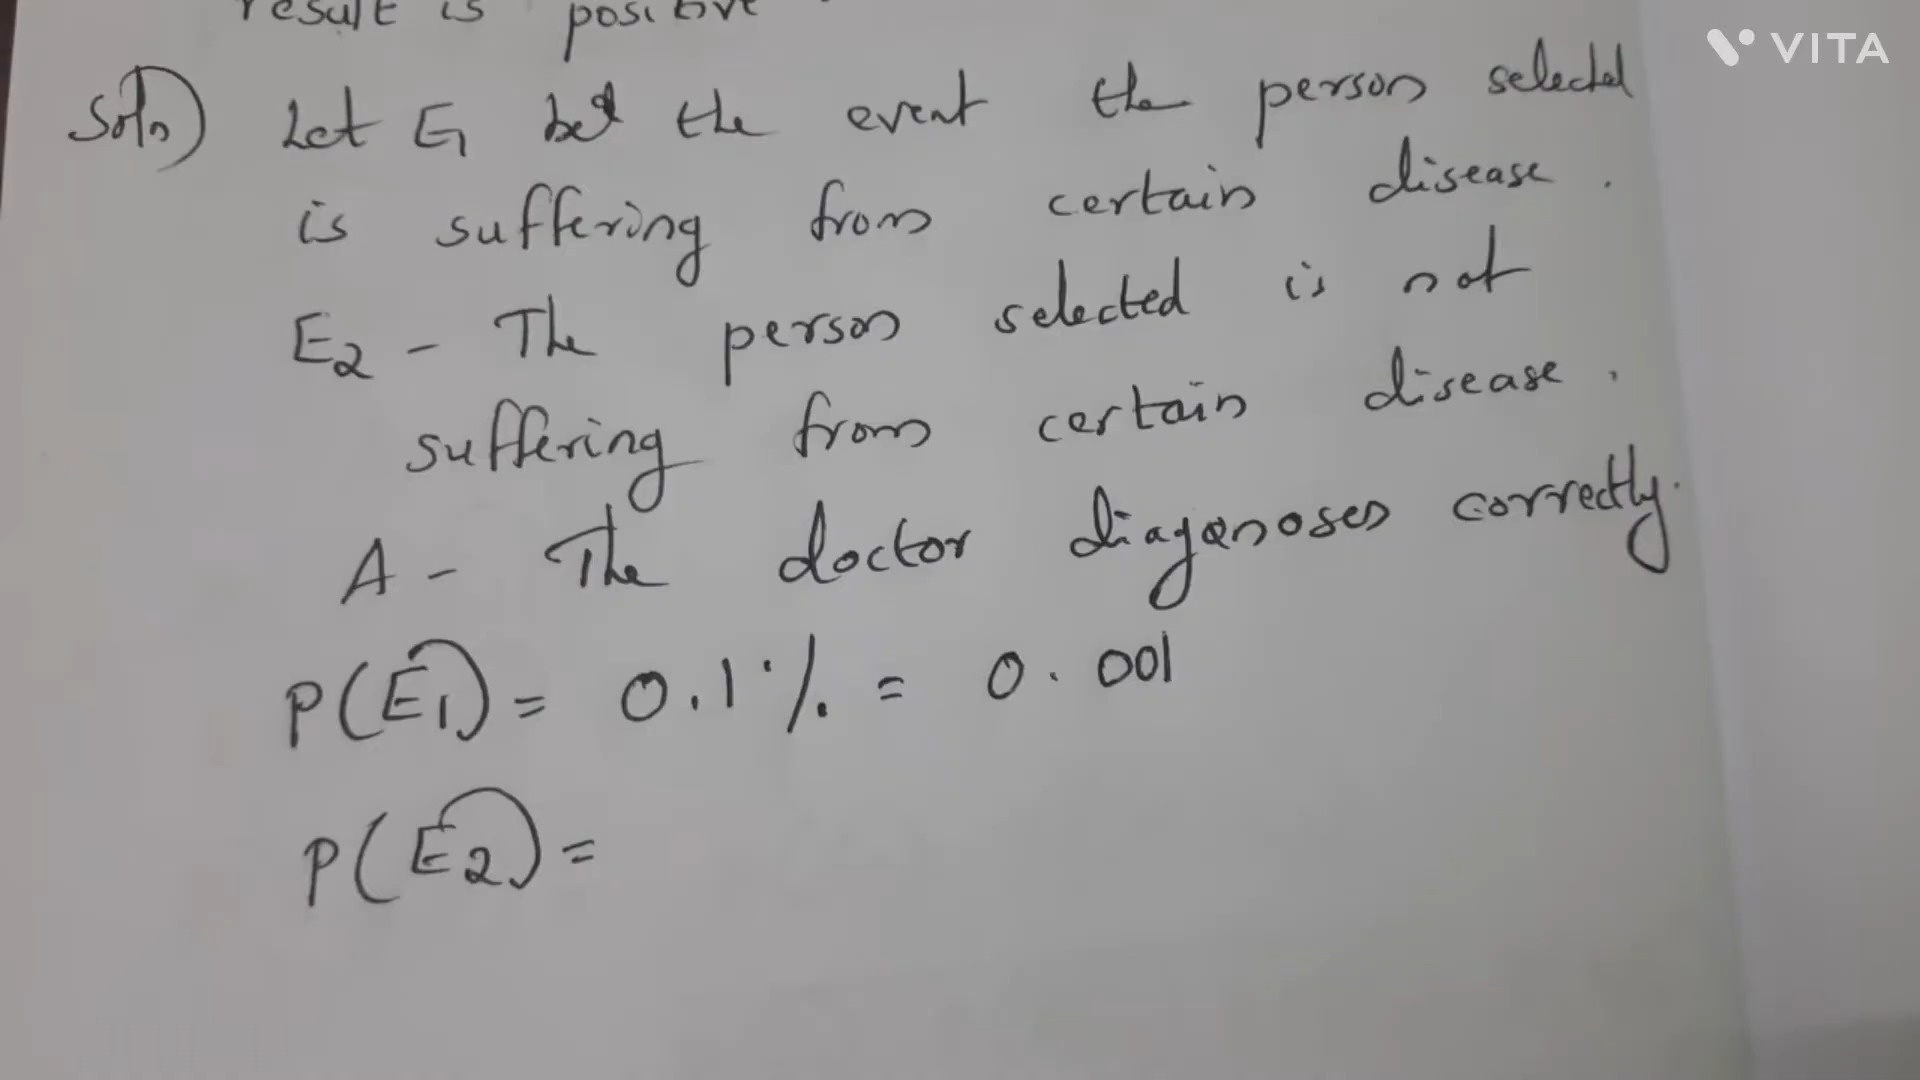 result is positive
VITA
Soln) Let E1 be the event the person selected
is suffering from certain disease.
E2 - The person selected is not
suffering from certain disease.
A - The doctor diagonoses correctly.
P(E1) = 0.1% = 0.001
P(E2) =